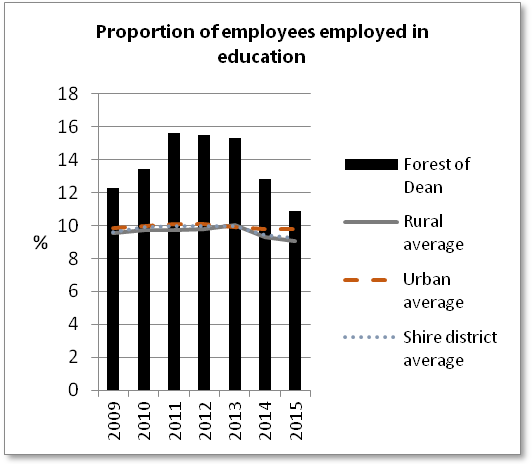 Proportion of employees employed in
education
18
16
14
12
10
8
6
4
2
0
%
2009
2010
2011
2012
2013
2014
2015
Forest of
Dean
Rural
average
Urban
average
Shire district
average